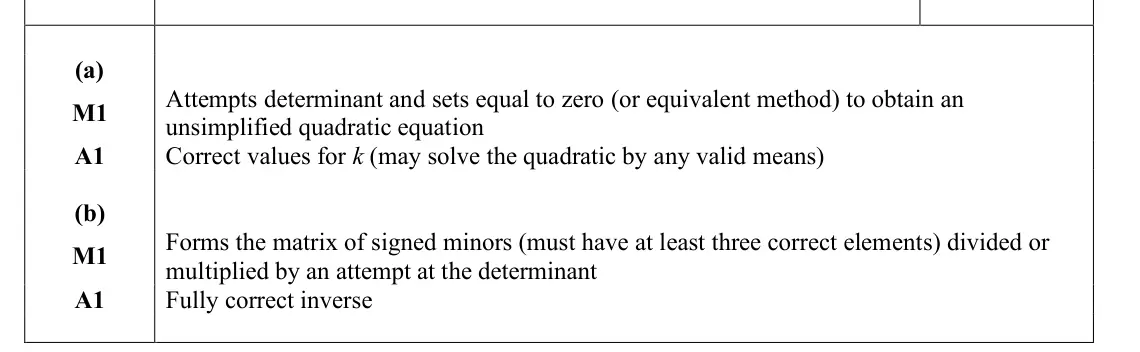 (a)
M1
Attempts determinant and sets equal to zero (or equivalent method) to obtain an
unsimplified quadratic equation
A1
Correct values for k (may solve the quadratic by any valid means)
(b)
M1
Forms the matrix of signed minors (must have at least three correct elements) divided or
multiplied by an attempt at the determinant
A1
Fully correct inverse